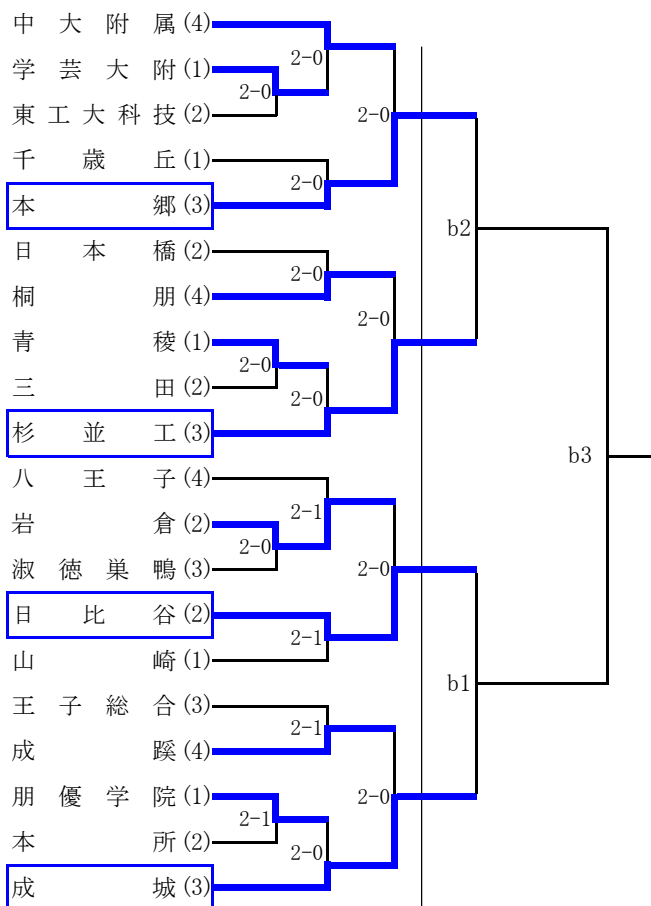 中大附属(4)
2-0
学芸大附(1)
2-0
東工大科技(2)
2-0
千歳丘(1)
2-0
本郷(3)
b2
日本橋(2)
2-0
桐朋(4)
2-0
青稜(1)
2-0
三田(2)
2-0
杉並工(3)
b3
八王子(4)
2-1
岩倉(2)
2-0
淑徳巣鴨(3)
2-0
日比谷(2)
2-1
山崎(1)
b1
王子総合(3)
2-1
成蹊(4)
2-0
朋優学院(1)
2-1
本所(2)
2-0
成城(3)